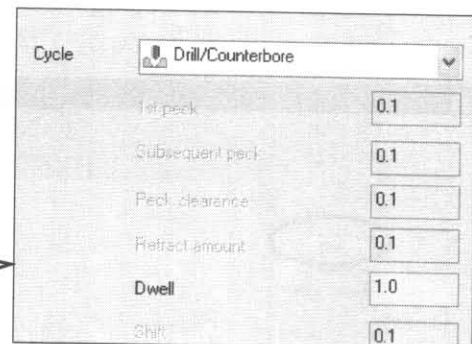 Cycle Drill/Counterbore
1st peck 0.1
Subsequent peck 0.1
Peck clearance 0.1
Retract amount 0.1
Dwell 1.0
Shift 0.1